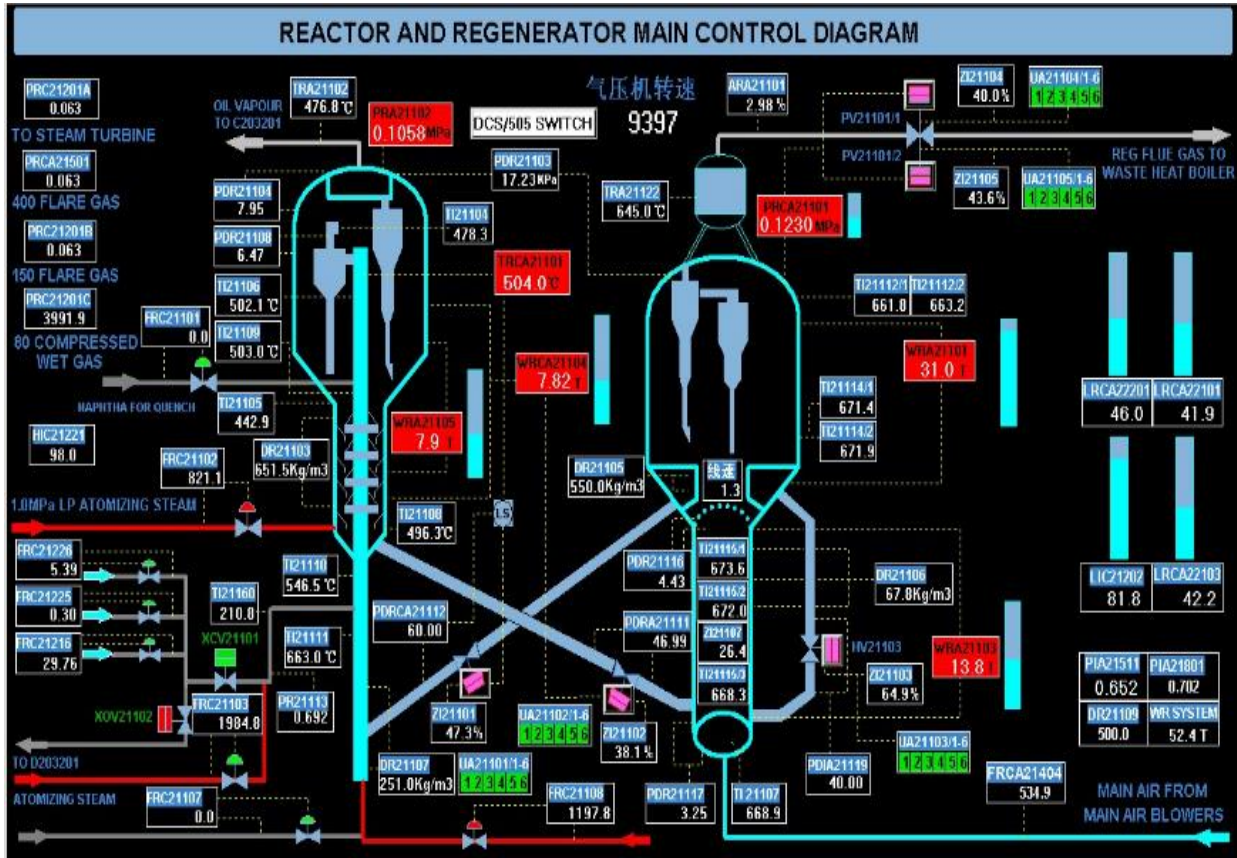 REACTOR AND REGENERATOR MAIN CONTROL DIAGRAM
PRC21201A
0.063
TO STEAM TURBINE
PRCA21501
0.063
400 FLARE GAS
PRC21201B
0.063
150 FLARE GAS
PRC21201C
3991.9
80 COMPRESSED
WET GAS
OIL VAPOUR
TO C203201
TRA21102
476.8℃
PRA21102
0.1058MPa
DCS/505 SWITCH
气压机转速
9397
PDR21103
17.23KPa
ARA21101
2.98%
ZI21104
40.0%
UA21104/1-6
1 2 3 4 5 6
PV21101/1
PV21101/2
REG FLUE GAS TO
WASTE HEAT BOILER
ZI21105
43.6%
UA21105/1-6
1 2 3 4 5 6
PDR21104
7.95
TI21104
478.3
TRA21122
645.0℃
PRCA21101
0.1230MPa
PDR21108
6.47
TRCA21101
504.0℃
TI21106
502.1℃
TI21109
503.0℃
TI21112/1
661.8
TI21112/2
663.2
FRC21101
0.0
NAPHTHA FOR QUENCH
TI21105
442.9
WRCA21104
7.82 T
WRA21101
31.0 T
WRA21105
7.9 T
TI21114/1
671.4
TI21114/2
671.9
LRCA22201
46.0
LRCA22101
41.9
HIC21221
98.0
FRC21102
821.1
DR21103
651.5Kg/m3
DR21105
550.0Kg/m3
线速
1.3
1.0MPa LP ATOMIZING STEAM
TI21108
496.3℃
LS
FRC21226
5.39
FRC21225
0.30
FRC21216
29.76
TI21110
546.5℃
TI21160
210.8
XCV21101
TI21111
663.0℃
PDRCA21112
60.00
PDR21116
4.43
PDRA21111
46.99
TI21115/1
673.6
TI21115/2
672.0
ZI21107
26.4
TI21115/3
668.3
DR21106
67.8Kg/m3
HV21103
ZI21103
64.9%
WRA21103
13.8 T
LIC21202
81.8
LRCA22103
42.2
XOV21102
FRC21103
1984.8
PR21113
0.692
ZI21101
47.3%
UA21102/1-6
1 2 3 4 5 6
ZI21102
38.1%
UA21103/1-6
1 2 3 4 5 6
PIA21511
0.652
PIA21801
0.702
DR21109
500.0
WR SYSTEM
52.4 T
TO D203201
ATOMIZING STEAM
FRC21107
0.0
DR21107
251.0Kg/m3
UA21101/1-6
1 2 3 4 5 6
FRC21108
1197.8
PDR21117
3.25
TI 21107
668.9
PDIA21119
40.00
FRCA21404
534.9
MAIN AIR FROM
MAIN AIR BLOWERS